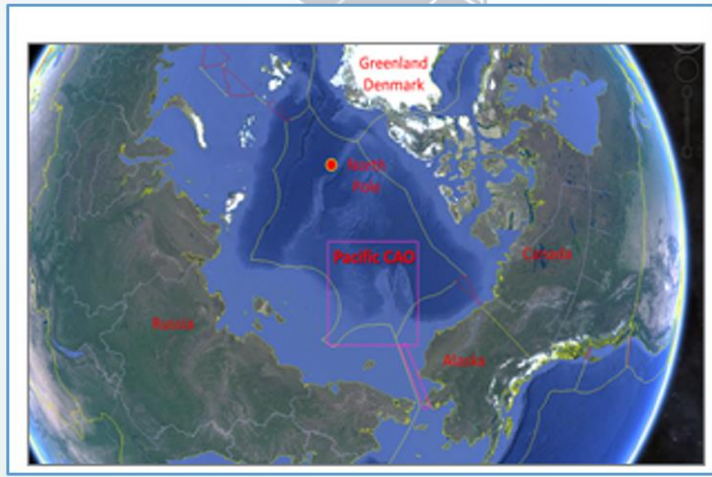 Greenland
Denmark
North
Pole
Pacific CAO
Canada
Russia
Alaska